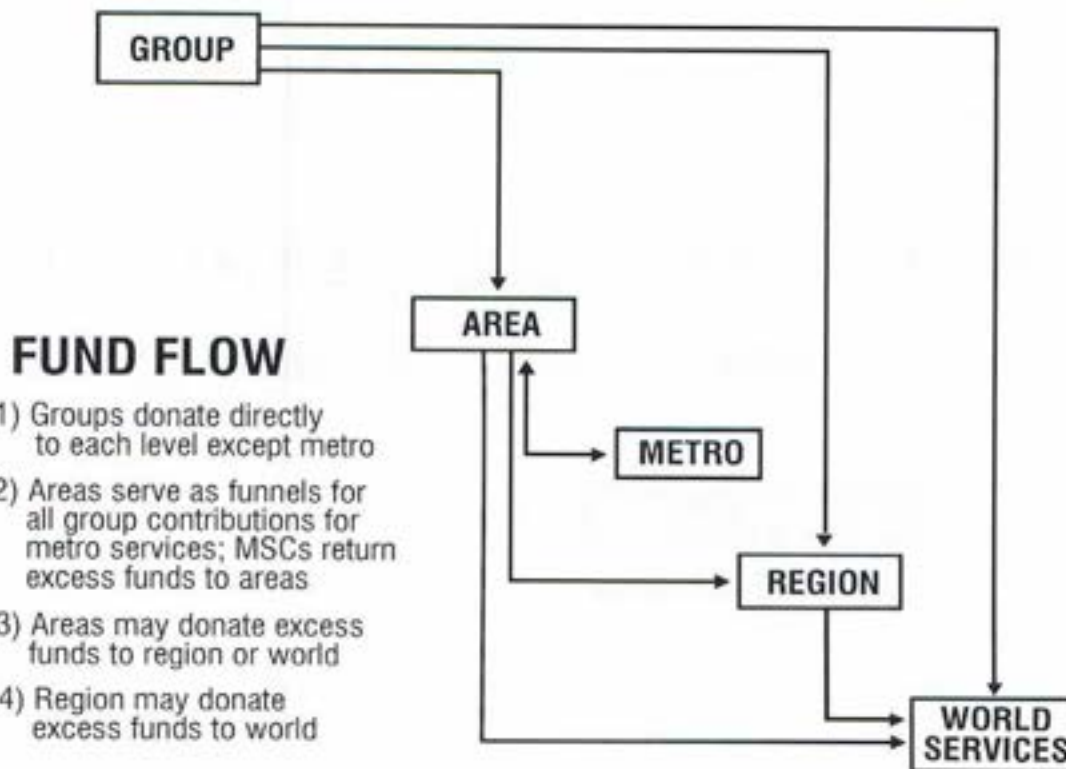 GROUP
AREA
FUND FLOW
1) Groups donate directly
to each level except metro
METRO
2) Areas serve as funnels for
all group contributions for
metro services; MSCs return
excess funds to areas
REGION
3) Areas may donate excess
funds to region or world
4) Region may donate
excess funds to world
WORLD
SERVICES